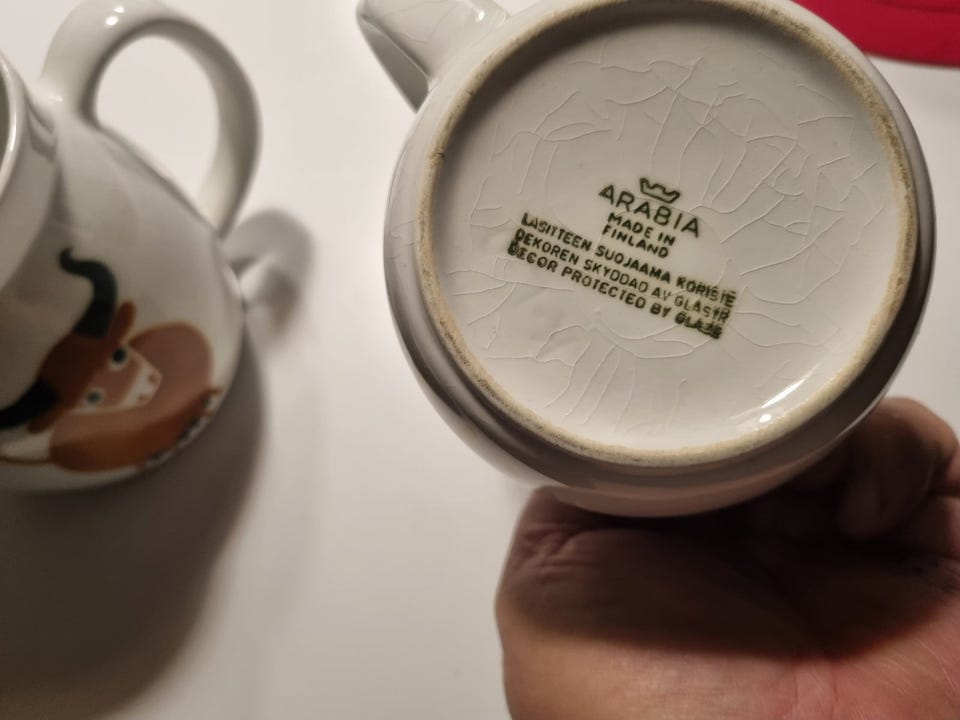 ARABIA
MADE IN
FINLAND
LASITTEEN SUOJAAMA KORISTE
DEKOREN SKYDDAD AV GLASYR
DECOR PROTECTED BY GLAZE